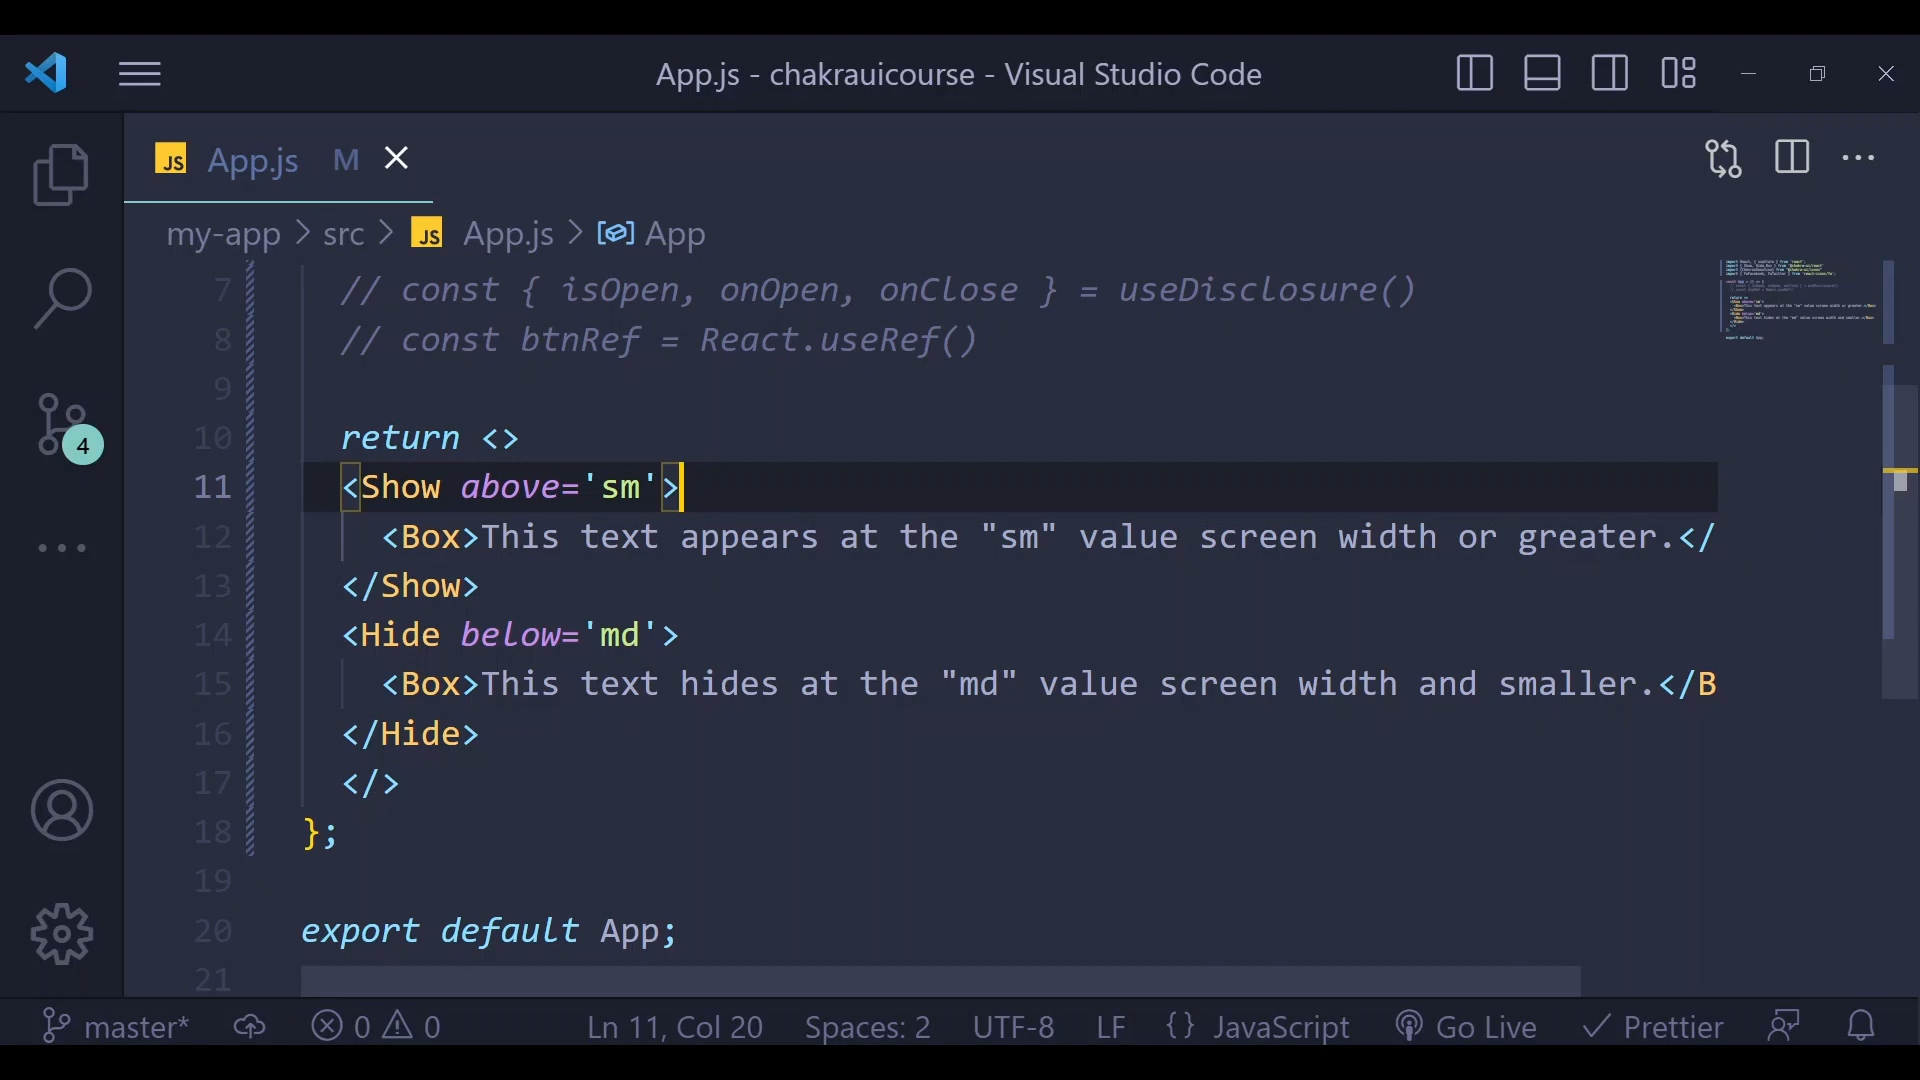 App.js - chakrauicourse - Visual Studio Code
JS App.js M
my-app > src > JS App.js > App
7 // const { isOpen, onOpen, onClose } = useDisclosure()
8 // const btnRef = React.useRef()
9
10 return <>
11 <Show above='sm'>
12 <Box>This text appears at the "sm" value screen width or greater.</
13 </Show>
14 <Hide below='md'>
15 <Box>This text hides at the "md" value screen width and smaller.</B
16 </Hide>
17 </>
18 };
19
20 export default App;
21
4
master* 0 0 Ln 11, Col 20 Spaces: 2 UTF-8 LF {} JavaScript Go Live Prettier